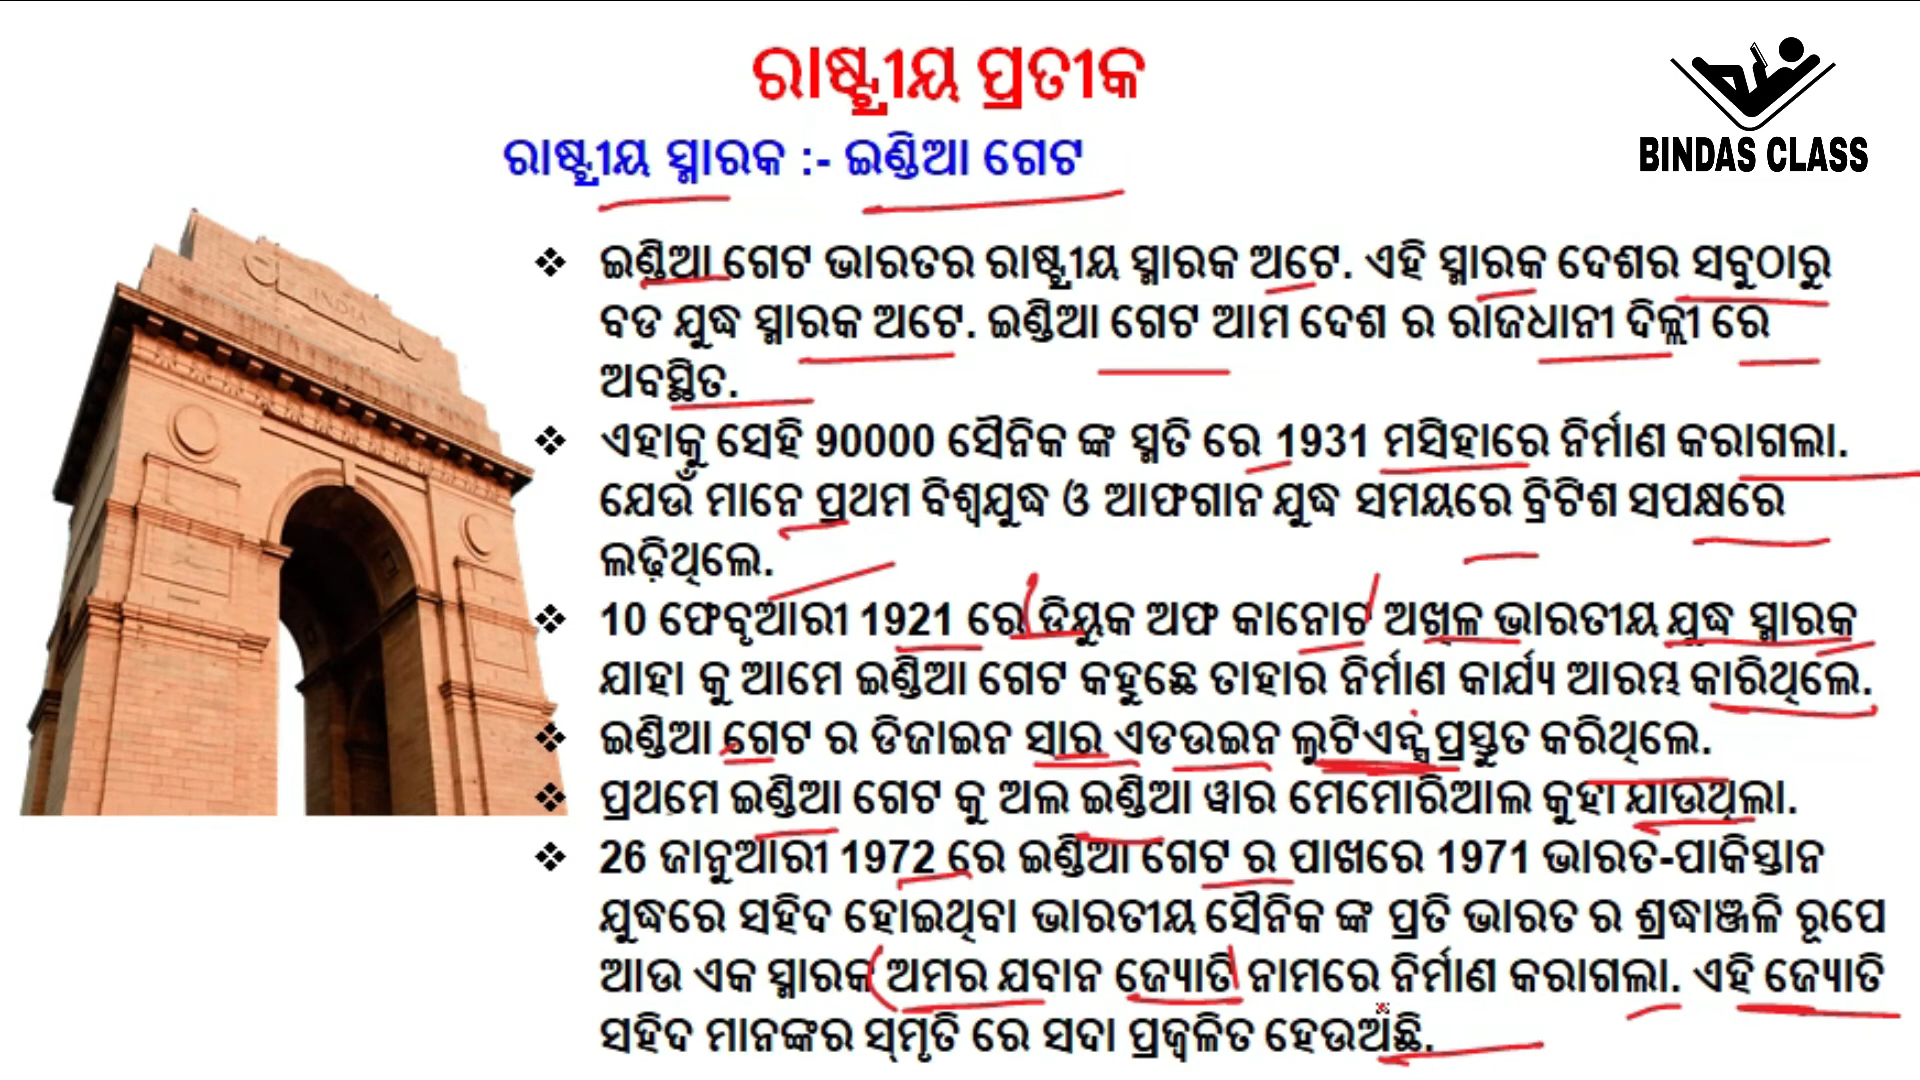 ରାଷ୍ଟ୍ରୀୟ ପ୍ରତୀକ
BINDAS CLASS
ରାଷ୍ଟ୍ରୀୟ ସ୍ମାରକ :- ଇଣ୍ଡିଆ ଗେଟ
INDIA
❖ ଇଣ୍ଡିଆ ଗେଟ ଭାରତର ରାଷ୍ଟ୍ରୀୟ ସ୍ମାରକ ଅଟେ. ଏହି ସ୍ମାରକ ଦେଶର ସବୁଠାରୁ
ବଡ ଯୁଦ୍ଧ ସ୍ମାରକ ଅଟେ. ଇଣ୍ଡିଆ ଗେଟ ଆମ ଦେଶ ର ରାଜଧାନୀ ଦିଲ୍ଲୀ ରେ
ଅବସ୍ଥିତ.
❖ ଏହାକୁ ସେହି 90000 ସୈନିକ ଙ୍କ ସ୍ମତି ରେ 1931 ମସିହାରେ ନିର୍ମାଣ କରାଗଲା.
ଯେଉଁ ମାନେ ପ୍ରଥମ ବିଶ୍ୱଯୁଦ୍ଧ ଓ ଆଫଗାନ ଯୁଦ୍ଧ ସମୟରେ ବ୍ରିଟିଶ ସପକ୍ଷରେ
ଲଢ଼ିଥିଲେ.
❖ 10 ଫେବୃଆରୀ 1921 ରେ ଡିୟୁକ ଅଫ କାନୋଟ ଅଖିଳ ଭାରତୀୟ ଯୁଦ୍ଧ ସ୍ମାରକ
ଯାହା କୁ ଆମେ ଇଣ୍ଡିଆ ଗେଟ କହୁଛେ ତାହାର ନିର୍ମାଣ କାର୍ଯ୍ୟ ଆରମ୍ଭ କାରିଥିଲେ.
❖ ଇଣ୍ଡିଆ ଗେଟ ର ଡିଜାଇନ ସାର ଏଡଉଇନ ଲୁଟିଏନ୍ସ ପ୍ରସ୍ତୁତ କରିଥିଲେ.
❖ ପ୍ରଥମେ ଇଣ୍ଡିଆ ଗେଟ କୁ ଅଲ ଇଣ୍ଡିଆ ୱାର ମେମୋରିଆଲ କୁହା ଯାଉଥିଲା.
❖ 26 ଜାନୁଆରୀ 1972 ରେ ଇଣ୍ଡିଆ ଗେଟ ର ପାଖରେ 1971 ଭାରତ-ପାକିସ୍ତାନ
ଯୁଦ୍ଧରେ ସହିଦ ହୋଇଥିବା ଭାରତୀୟ ସୈନିକ ଙ୍କ ପ୍ରତି ଭାରତ ର ଶ୍ରଦ୍ଧାଞ୍ଜଳି ରୂପେ
ଆଉ ଏକ ସ୍ମାରକ ଅମର ଯବାନ ଜ୍ୟୋତି ନାମରେ ନିର୍ମାଣ କରାଗଲା. ଏହି ଜ୍ୟୋତି
ସହିଦ ମାନଙ୍କର ସ୍ମୃତି ରେ ସଦା ପ୍ରଜ୍ୱଳିତ ହେଉଅଛି.